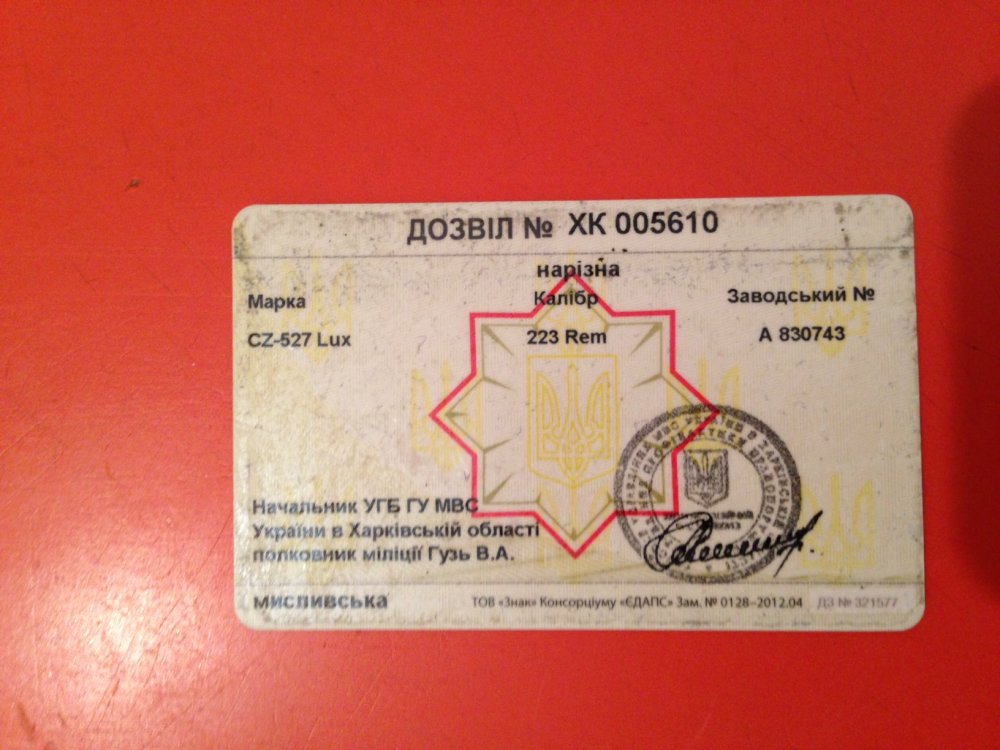 ДОЗВІЛ № ХК 005610
нарізна
Марка Калібр Заводський №
CZ-527 Lux 223 Rem А 830743
Начальник УГБ ГУ МВС
України в Харківській області
полковник міліції Гузь В.А.
мисливська ТОВ «Знак» Консорціуму «ЄДАПС» Зам. № 0128–2012.04 ДЗ № 321577